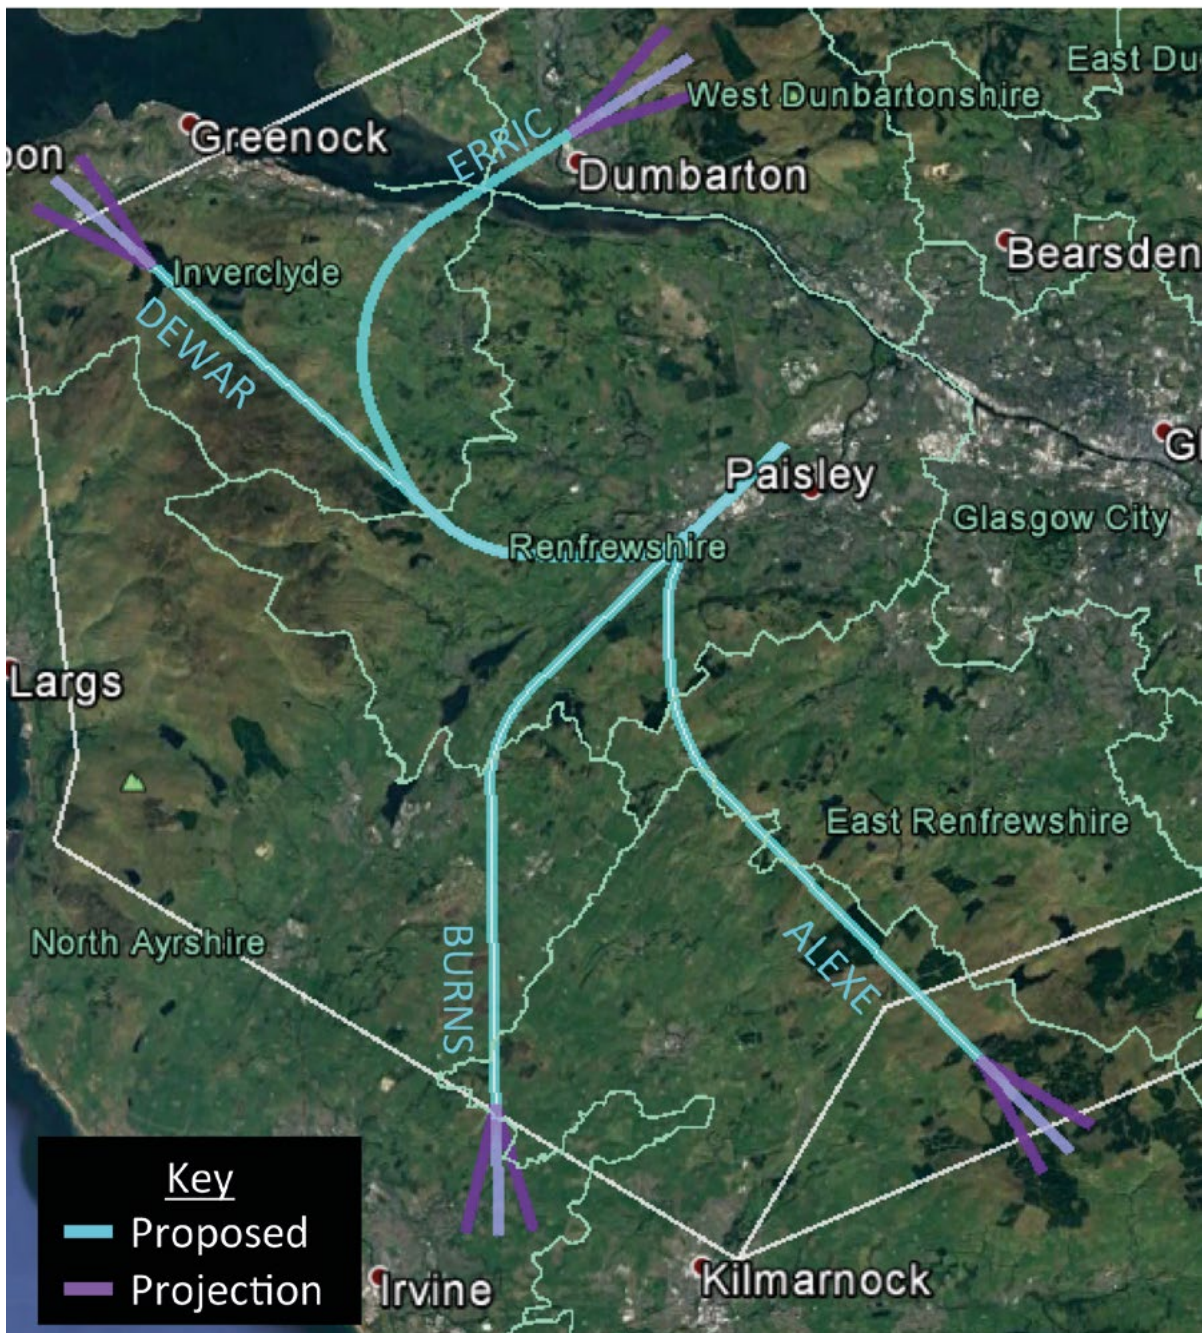 East Du
West Dunbartonshire
ERRIC
Greenock
oon
Dumbarton
Bearsden
Inverclyde
DEWAR
Gl
Paisley
Glasgow City
Renfrewshire
Largs
East Renfrewshire
North Ayrshire
BURNS
ALEXE
Key
Proposed
Projection
Irvine
Kilmarnock